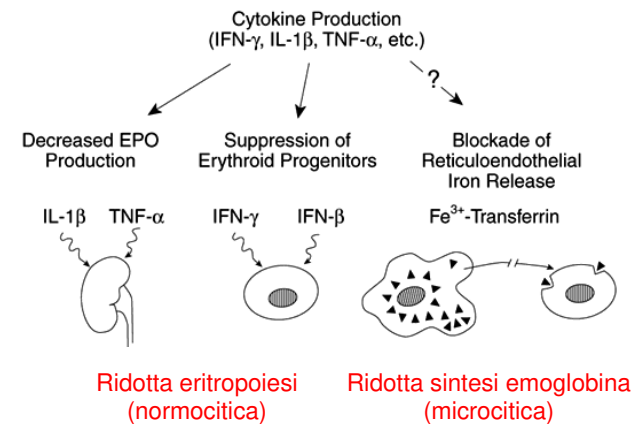 Cytokine Production
(IFN-γ, IL-1β, TNF-α, etc.)
?
Decreased EPO
Production
Suppression of
Erythroid Progenitors
Blockade of
Reticuloendothelial
Iron Release
IL-1β TNF-α
IFN-γ IFN-β
Fe³⁺-Transferrin
Ridotta eritropoiesi
(normocitica)
Ridotta sintesi emoglobina
(microcitica)